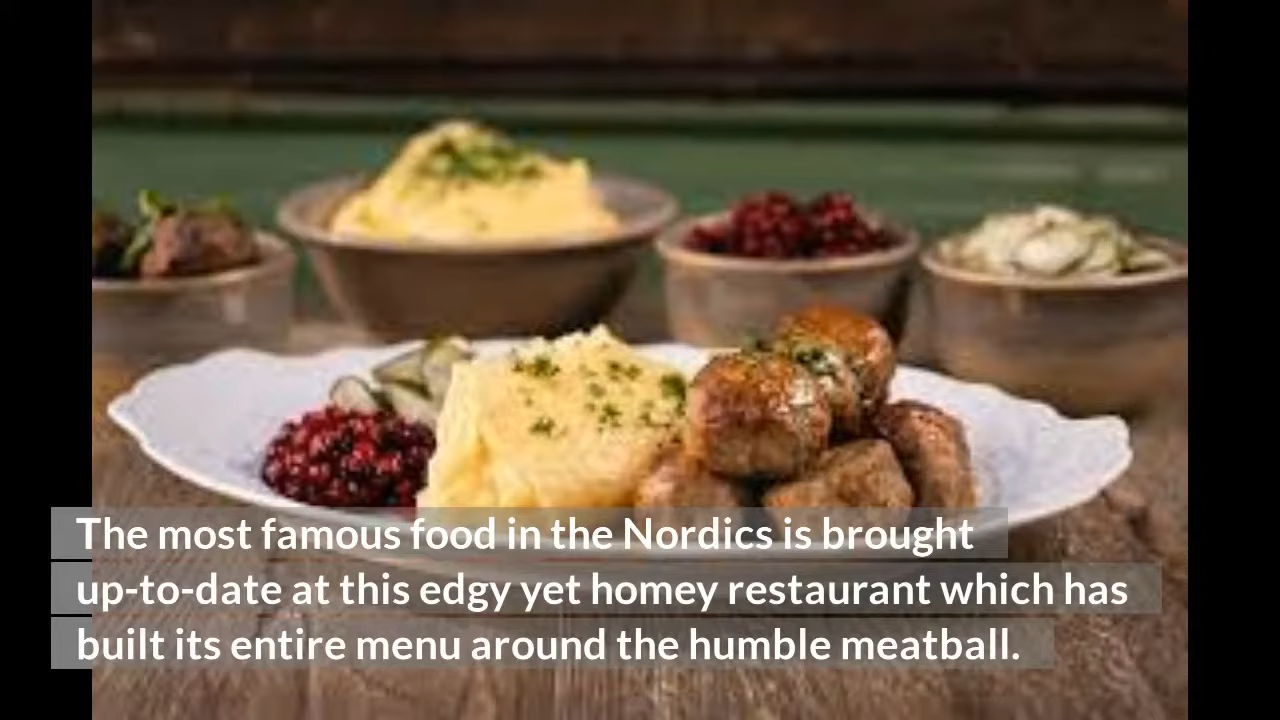 The most famous food in the Nordics is brought
up-to-date at this edgy yet homey restaurant which has
built its entire menu around the humble meatball.